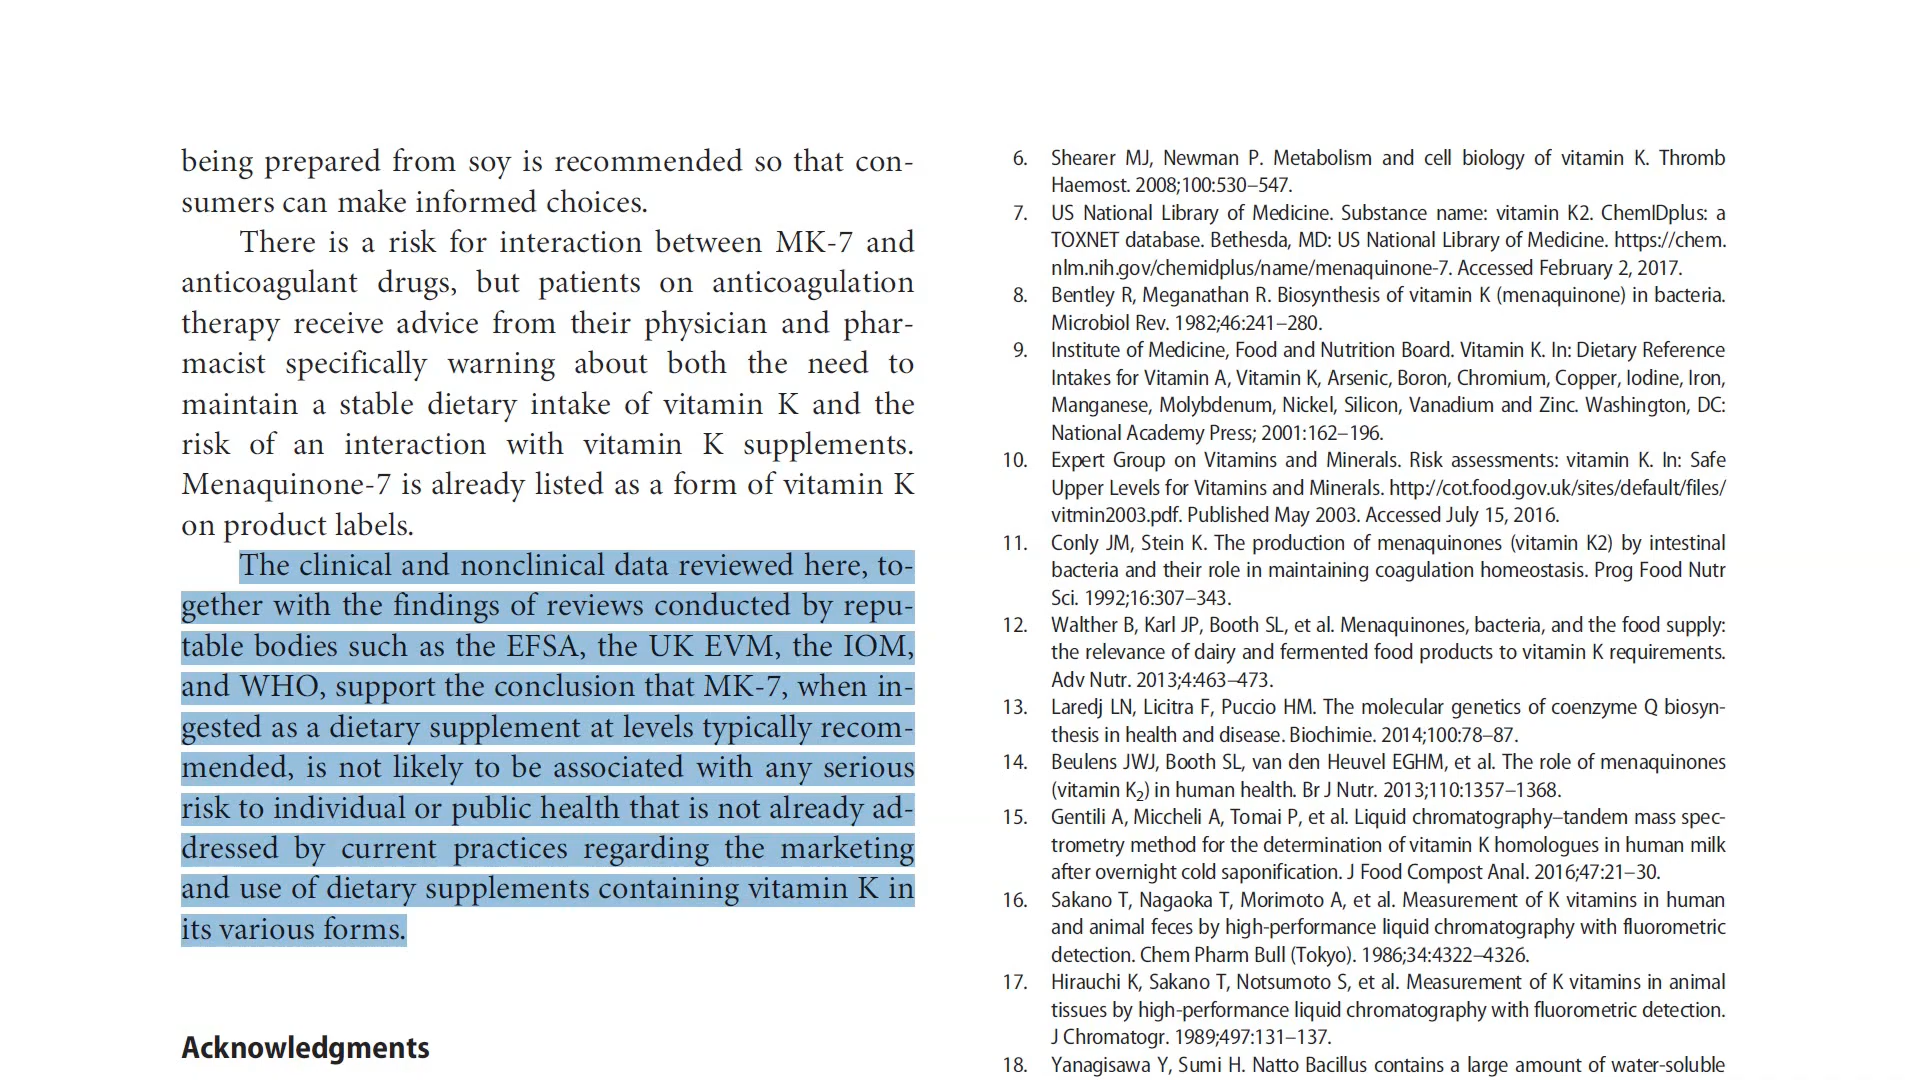 being prepared from soy is recommended so that con-
sumers can make informed choices.
There is a risk for interaction between MK-7 and
anticoagulant drugs, but patients on anticoagulation
therapy receive advice from their physician and phar-
macist specifically warning about both the need to
maintain a stable dietary intake of vitamin K and the
risk of an interaction with vitamin K supplements.
Menaquinone-7 is already listed as a form of vitamin K
on product labels.
The clinical and nonclinical data reviewed here, to-
gether with the findings of reviews conducted by repu-
table bodies such as the EFSA, the UK EVM, the IOM,
and WHO, support the conclusion that MK-7, when in-
gested as a dietary supplement at levels typically recom-
mended, is not likely to be associated with any serious
risk to individual or public health that is not already ad-
dressed by current practices regarding the marketing
and use of dietary supplements containing vitamin K in
its various forms.
Acknowledgments
6. Shearer MJ, Newman P. Metabolism and cell biology of vitamin K. Thromb
Haemost. 2008;100:530–547.
7. US National Library of Medicine. Substance name: vitamin K2. ChemIDplus: a
TOXNET database. Bethesda, MD: US National Library of Medicine. https://chem.
nlm.nih.gov/chemidplus/name/menaquinone-7. Accessed February 2, 2017.
8. Bentley R, Meganathan R. Biosynthesis of vitamin K (menaquinone) in bacteria.
Microbiol Rev. 1982;46:241–280.
9. Institute of Medicine, Food and Nutrition Board. Vitamin K. In: Dietary Reference
Intakes for Vitamin A, Vitamin K, Arsenic, Boron, Chromium, Copper, Iodine, Iron,
Manganese, Molybdenum, Nickel, Silicon, Vanadium and Zinc. Washington, DC:
National Academy Press; 2001:162–196.
10. Expert Group on Vitamins and Minerals. Risk assessments: vitamin K. In: Safe
Upper Levels for Vitamins and Minerals. http://cot.food.gov.uk/sites/default/files/
vitmin2003.pdf. Published May 2003. Accessed July 15, 2016.
11. Conly JM, Stein K. The production of menaquinones (vitamin K2) by intestinal
bacteria and their role in maintaining coagulation homeostasis. Prog Food Nutr
Sci. 1992;16:307–343.
12. Walther B, Karl JP, Booth SL, et al. Menaquinones, bacteria, and the food supply:
the relevance of dairy and fermented food products to vitamin K requirements.
Adv Nutr. 2013;4:463–473.
13. Laredj LN, Licitra F, Puccio HM. The molecular genetics of coenzyme Q biosyn-
thesis in health and disease. Biochimie. 2014;100:78–87.
14. Beulens JWJ, Booth SL, van den Heuvel EGHM, et al. The role of menaquinones
(vitamin K2) in human health. Br J Nutr. 2013;110:1357–1368.
15. Gentili A, Miccheli A, Tomai P, et al. Liquid chromatography–tandem mass spec-
trometry method for the determination of vitamin K homologues in human milk
after overnight cold saponification. J Food Compost Anal. 2016;47:21–30.
16. Sakano T, Nagaoka T, Morimoto A, et al. Measurement of K vitamins in human
and animal feces by high-performance liquid chromatography with fluorometric
detection. Chem Pharm Bull (Tokyo). 1986;34:4322–4326.
17. Hirauchi K, Sakano T, Notsumoto S, et al. Measurement of K vitamins in animal
tissues by high-performance liquid chromatography with fluorometric detection.
J Chromatogr. 1989;497:131–137.
18. Yanagisawa Y, Sumi H. Natto Bacillus contains a large amount of water-soluble